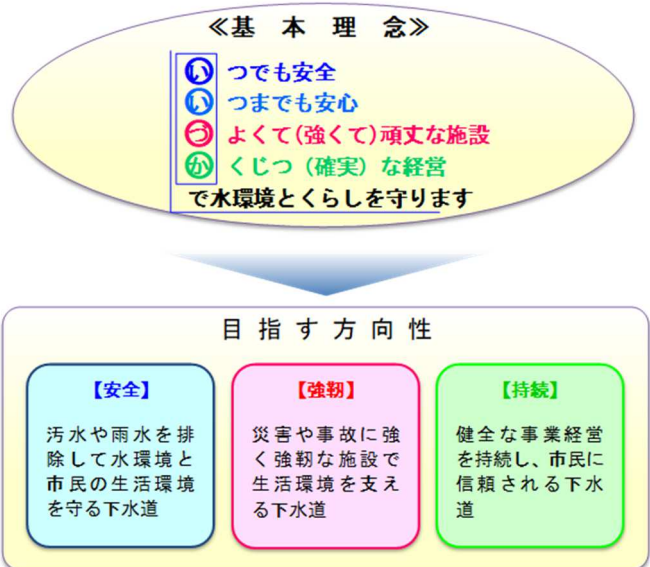 ≪基本理念≫
いつでも安全
いつまでも安心
づよくて(強くて)頑丈な施設
かくじつ（確実）な経営
で水環境とくらしを守ります
目指す方向性
【安全】
汚水や雨水を排
除して水環境と
市民の生活環境
を守る下水道
【強靭】
災害や事故に強
く強靭な施設で
生活環境を支え
る下水道
【持続】
健全な事業経営
を持続し、市民に
信頼される下水
道